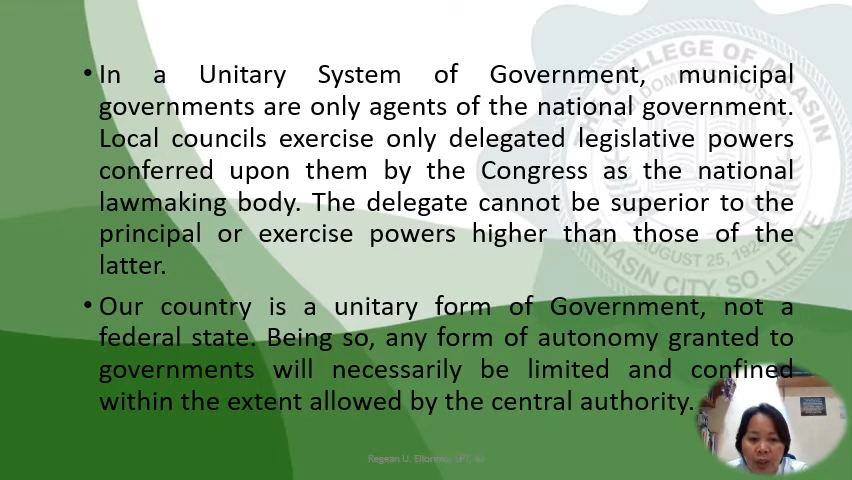 • In a Unitary System of Government, municipal
governments are only agents of the national government.
Local councils exercise only delegated legislative powers
conferred upon them by the Congress as the national
lawmaking body. The delegate cannot be superior to the
principal or exercise powers higher than those of the
latter.
• Our country is a unitary form of Government, not a
federal state. Being so, any form of autonomy granted to
governments will necessarily be limited and confined
within the extent allowed by the central authority.
THE COLLEGE OF MAASIN
AUGUST 25, 1924
MAASIN CITY, SO. LEYTE
Regean U.